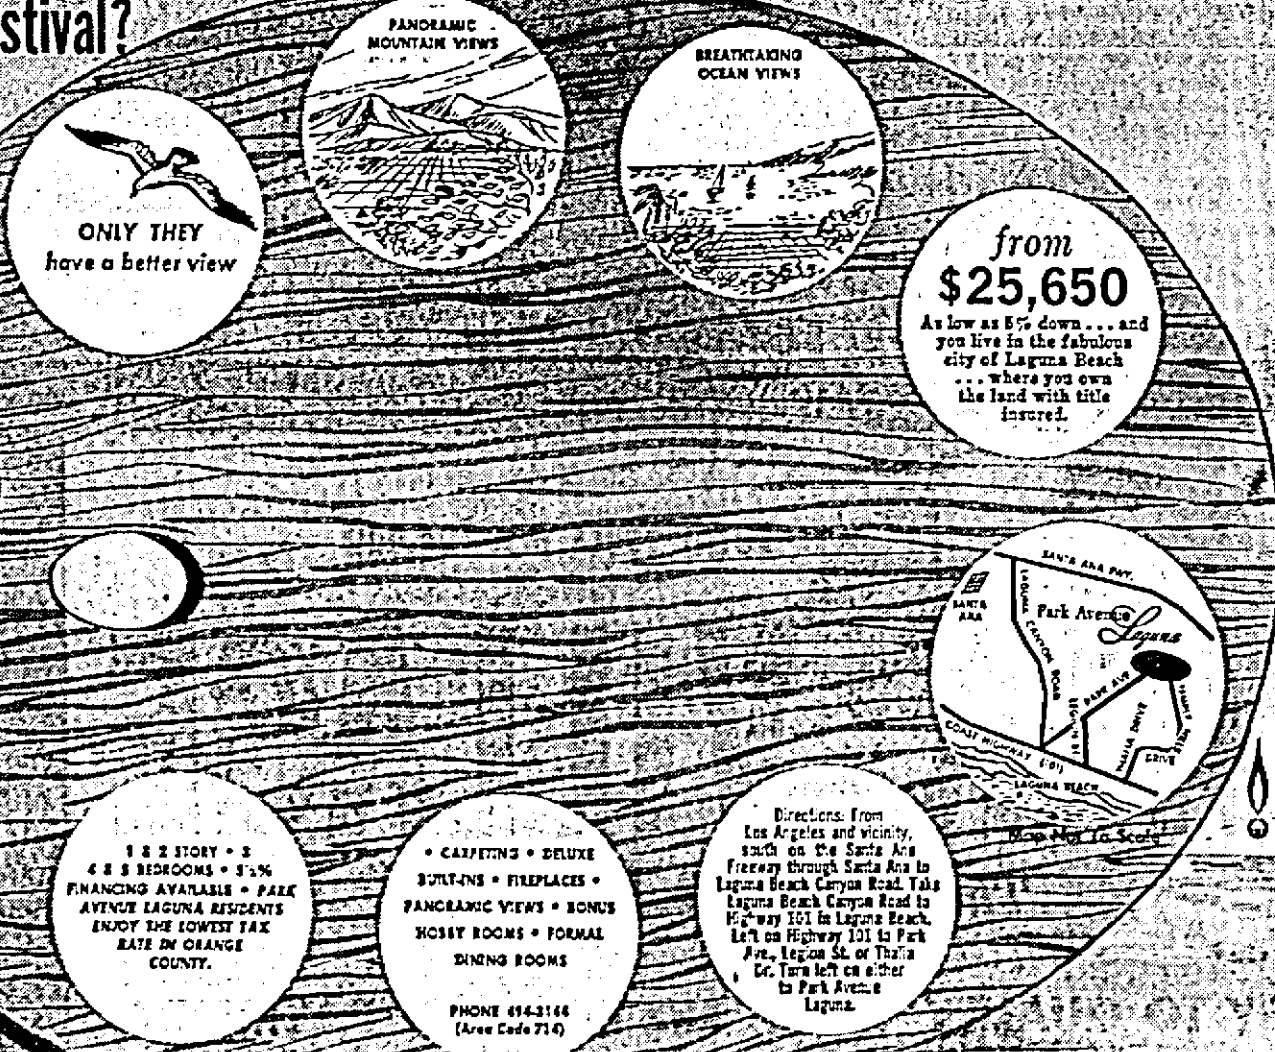 stival?
PANORAMIC
MOUNTAIN VIEWS
BREATHTAKING
OCEAN VIEWS
ONLY THEY
have a better view
from
$25,650
As low as 5% down ... and
you live in the fabulous
city of Laguna Beach
... where you own
the land with title
insured.
SANTA ANA FWY.
SANTA
ANA
LAGUNA CANYON ROAD
Park Avenue
Laguna
PARK AVE.
LEGION ST.
THALIA DRIVE
DRIVE
COAST HIGHWAY (101)
LAGUNA BEACH
Map Not To Scale
1 & 2 STORY • 3
4 & 5 BEDROOMS •
FINANCING AVAILABLE • PARK
AVENUE LAGUNA RESIDENTS
ENJOY THE LOWEST TAX
RATE IN ORANGE
COUNTY.
• CARPETING • DELUXE
BUILT-INS • FIREPLACES •
PANORAMIC VIEWS • BONUS
HOBBY ROOMS • FORMAL
DINING ROOMS
PHONE
(Area Code 714)
Directions: From
Los Angeles and vicinity,
south on the Santa Ana
Freeway through Santa Ana to
Laguna Beach Canyon Road. Take
Laguna Beach Canyon Road to
Highway 101 in Laguna Beach.
Left on Highway 101 to Park
Ave., Legion St. or Thalia
Dr. Turn left on either
to Park Avenue
Laguna.